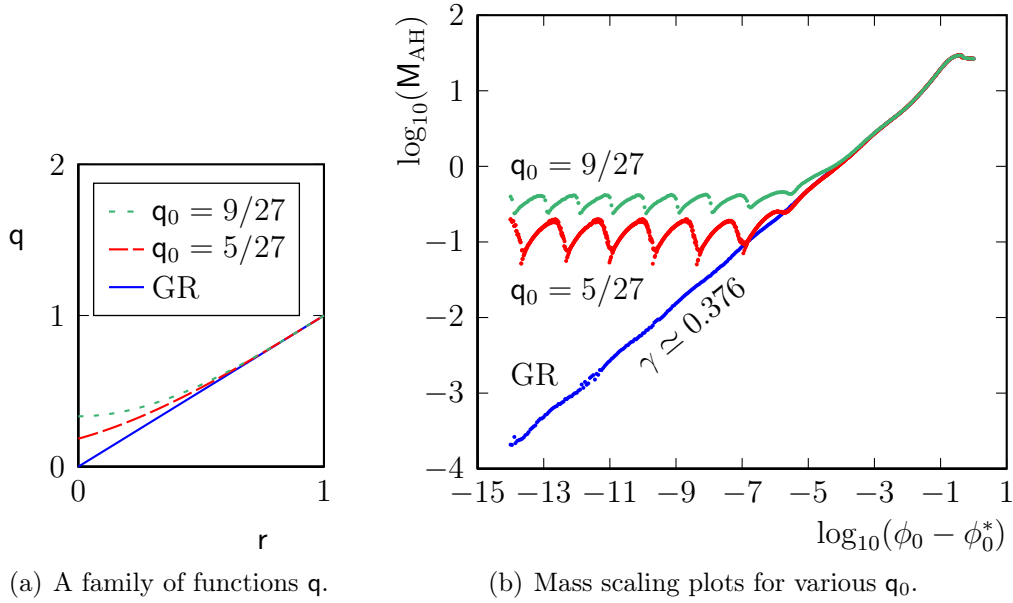 2
1
0
q
q₀ = 9/27
q₀ = 5/27
GR
0
1
r
(a) A family of functions q.
log₁₀(M_AH)
2
1
0
−1
−2
−3
−4
q₀ = 9/27
q₀ = 5/27
γ ≃ 0.376
GR
−15 −13 −11 −9 −7 −5 −3 −1 1
log₁₀(ϕ₀ − ϕ₀*)
(b) Mass scaling plots for various q₀.